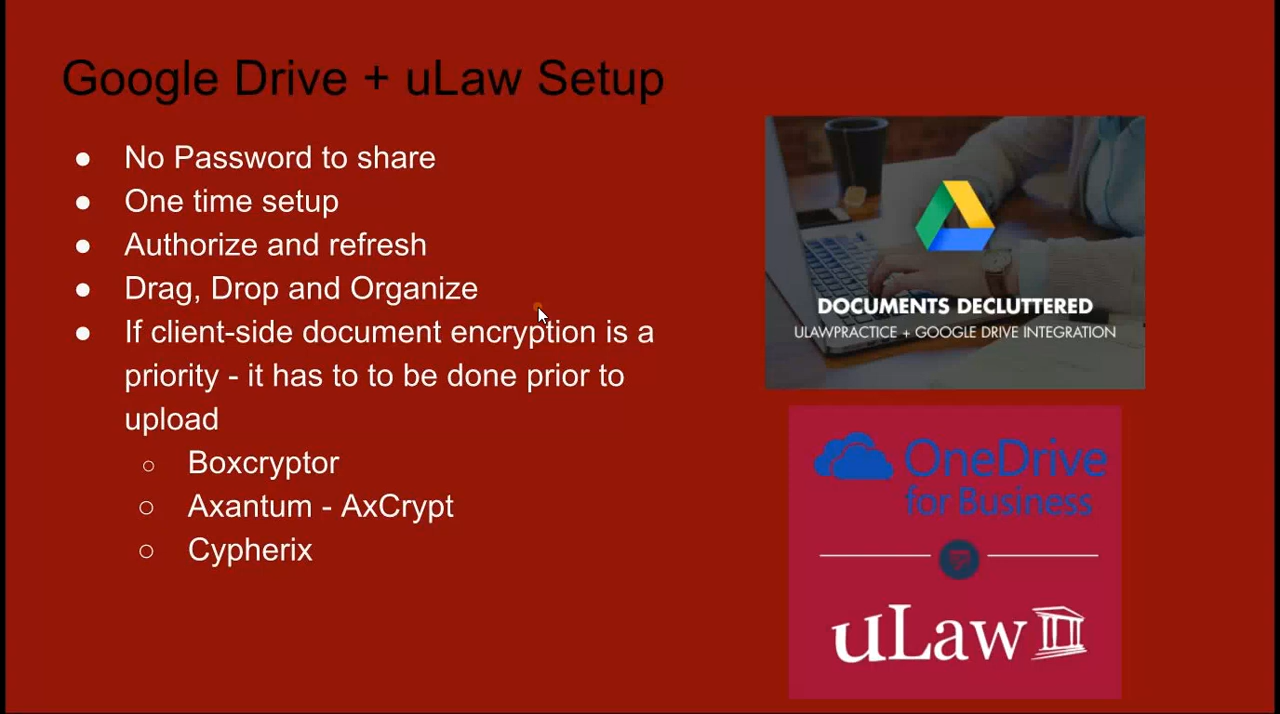 Google Drive + uLaw Setup
● No Password to share
● One time setup
● Authorize and refresh
● Drag, Drop and Organize
● If client-side document encryption is a
priority - it has to to be done prior to
upload
○ Boxcryptor
○ Axantum - AxCrypt
○ Cypherix
DOCUMENTS DECLUTTERED
ULAWPRACTICE + GOOGLE DRIVE INTEGRATION
OneDrive
for Business
uLaw